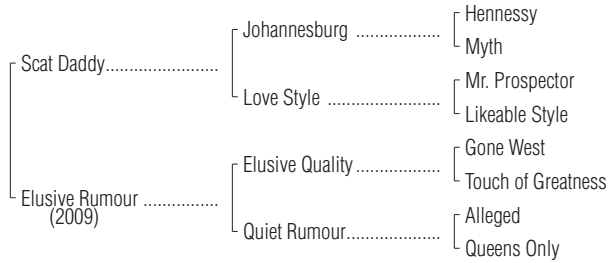 Hennessy
Johannesburg ..................
Myth
Scat Daddy........................
Mr. Prospector
Love Style ........................
Likeable Style
Gone West
Elusive Quality ..................
Touch of Greatness
Elusive Rumour ................
(2009)
Alleged
Quiet Rumour....................
Queens Only